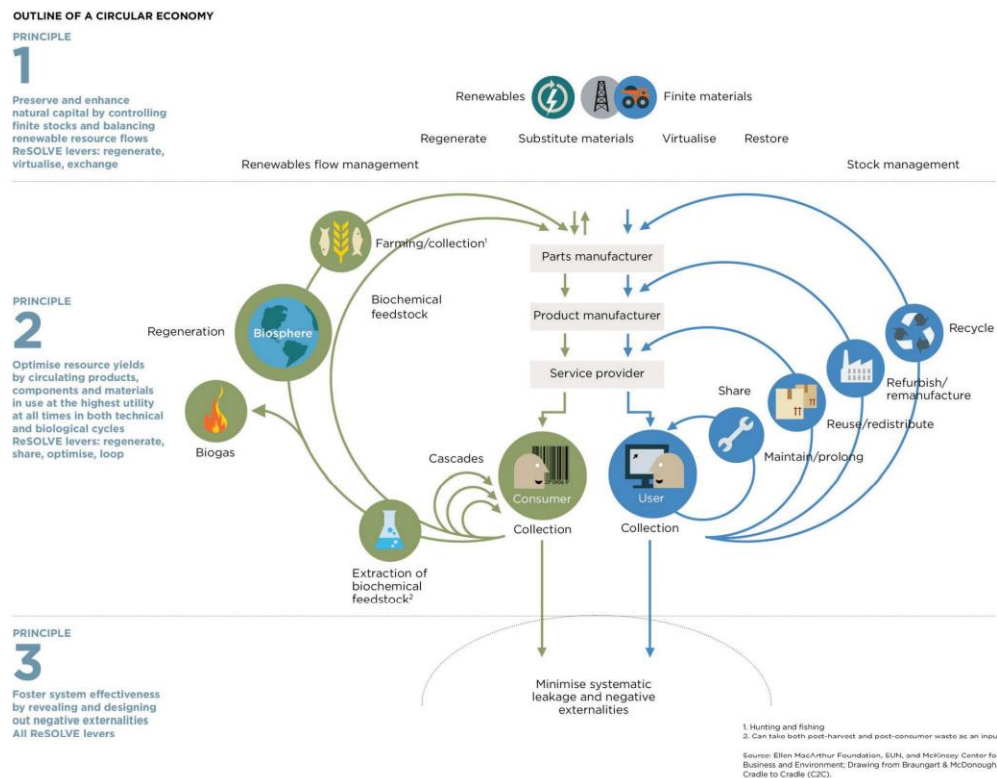 OUTLINE OF A CIRCULAR ECONOMY
PRINCIPLE
1
Preserve and enhance
natural capital by controlling
finite stocks and balancing
renewable resource flows
ReSOLVE levers: regenerate,
virtualise, exchange
Renewables
Finite materials
Regenerate
Substitute materials
Virtualise
Restore
Renewables flow management
Stock management
PRINCIPLE
2
Optimise resource yields
by circulating products,
components and materials
in use at the highest utility
at all times in both technical
and biological cycles
ReSOLVE levers: regenerate,
share, optimise, loop
Farming/collection¹
Biochemical
feedstock
Regeneration
Biosphere
Biogas
Cascades
Extraction of
biochemical
feedstock²
Parts manufacturer
Product manufacturer
Service provider
Consumer
Collection
User
Collection
Share
Maintain/prolong
Reuse/redistribute
Refurbish/
remanufacture
Recycle
PRINCIPLE
3
Foster system effectiveness
by revealing and designing
out negative externalities
All ReSOLVE levers
Minimise systematic
leakage and negative
externalities
1. Hunting and fishing
2. Can take both post-harvest and post-consumer waste as an
Source: Ellen MacArthur Foundation, SUN, and McKinsey Center
Business and Environment; Drawing from Braungart & McDonough,
Cradle to Cradle (C2C).